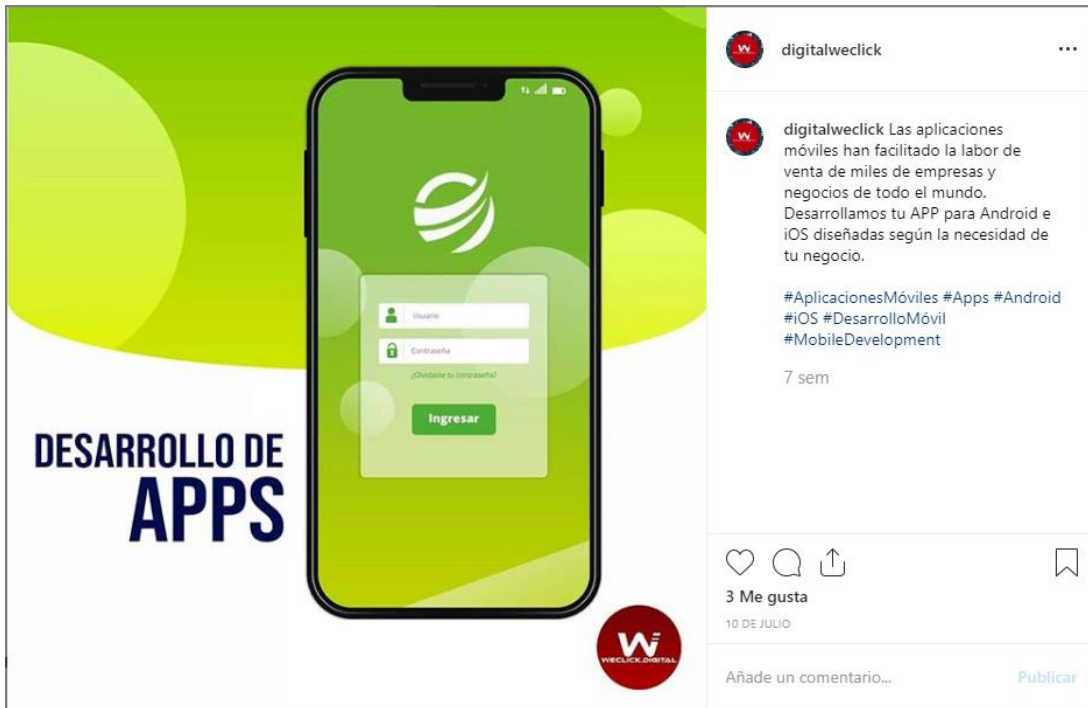 digitalweclick
digitalweclick Las aplicaciones
móviles han facilitado la labor de
venta de miles de empresas y
negocios de todo el mundo.
Desarrollamos tu APP para Android e
iOS diseñadas según la necesidad de
tu negocio.
#AplicacionesMóviles #Apps #Android
#iOS #DesarrolloMóvil
#MobileDevelopment
7 sem
Usuario
Contraseña
¿Olvidaste tu contraseña?
Ingresar
DESARROLLO DE
APPS
WECLICK.DIGITAL
3 Me gusta
10 DE JULIO
Añade un comentario...
Publicar